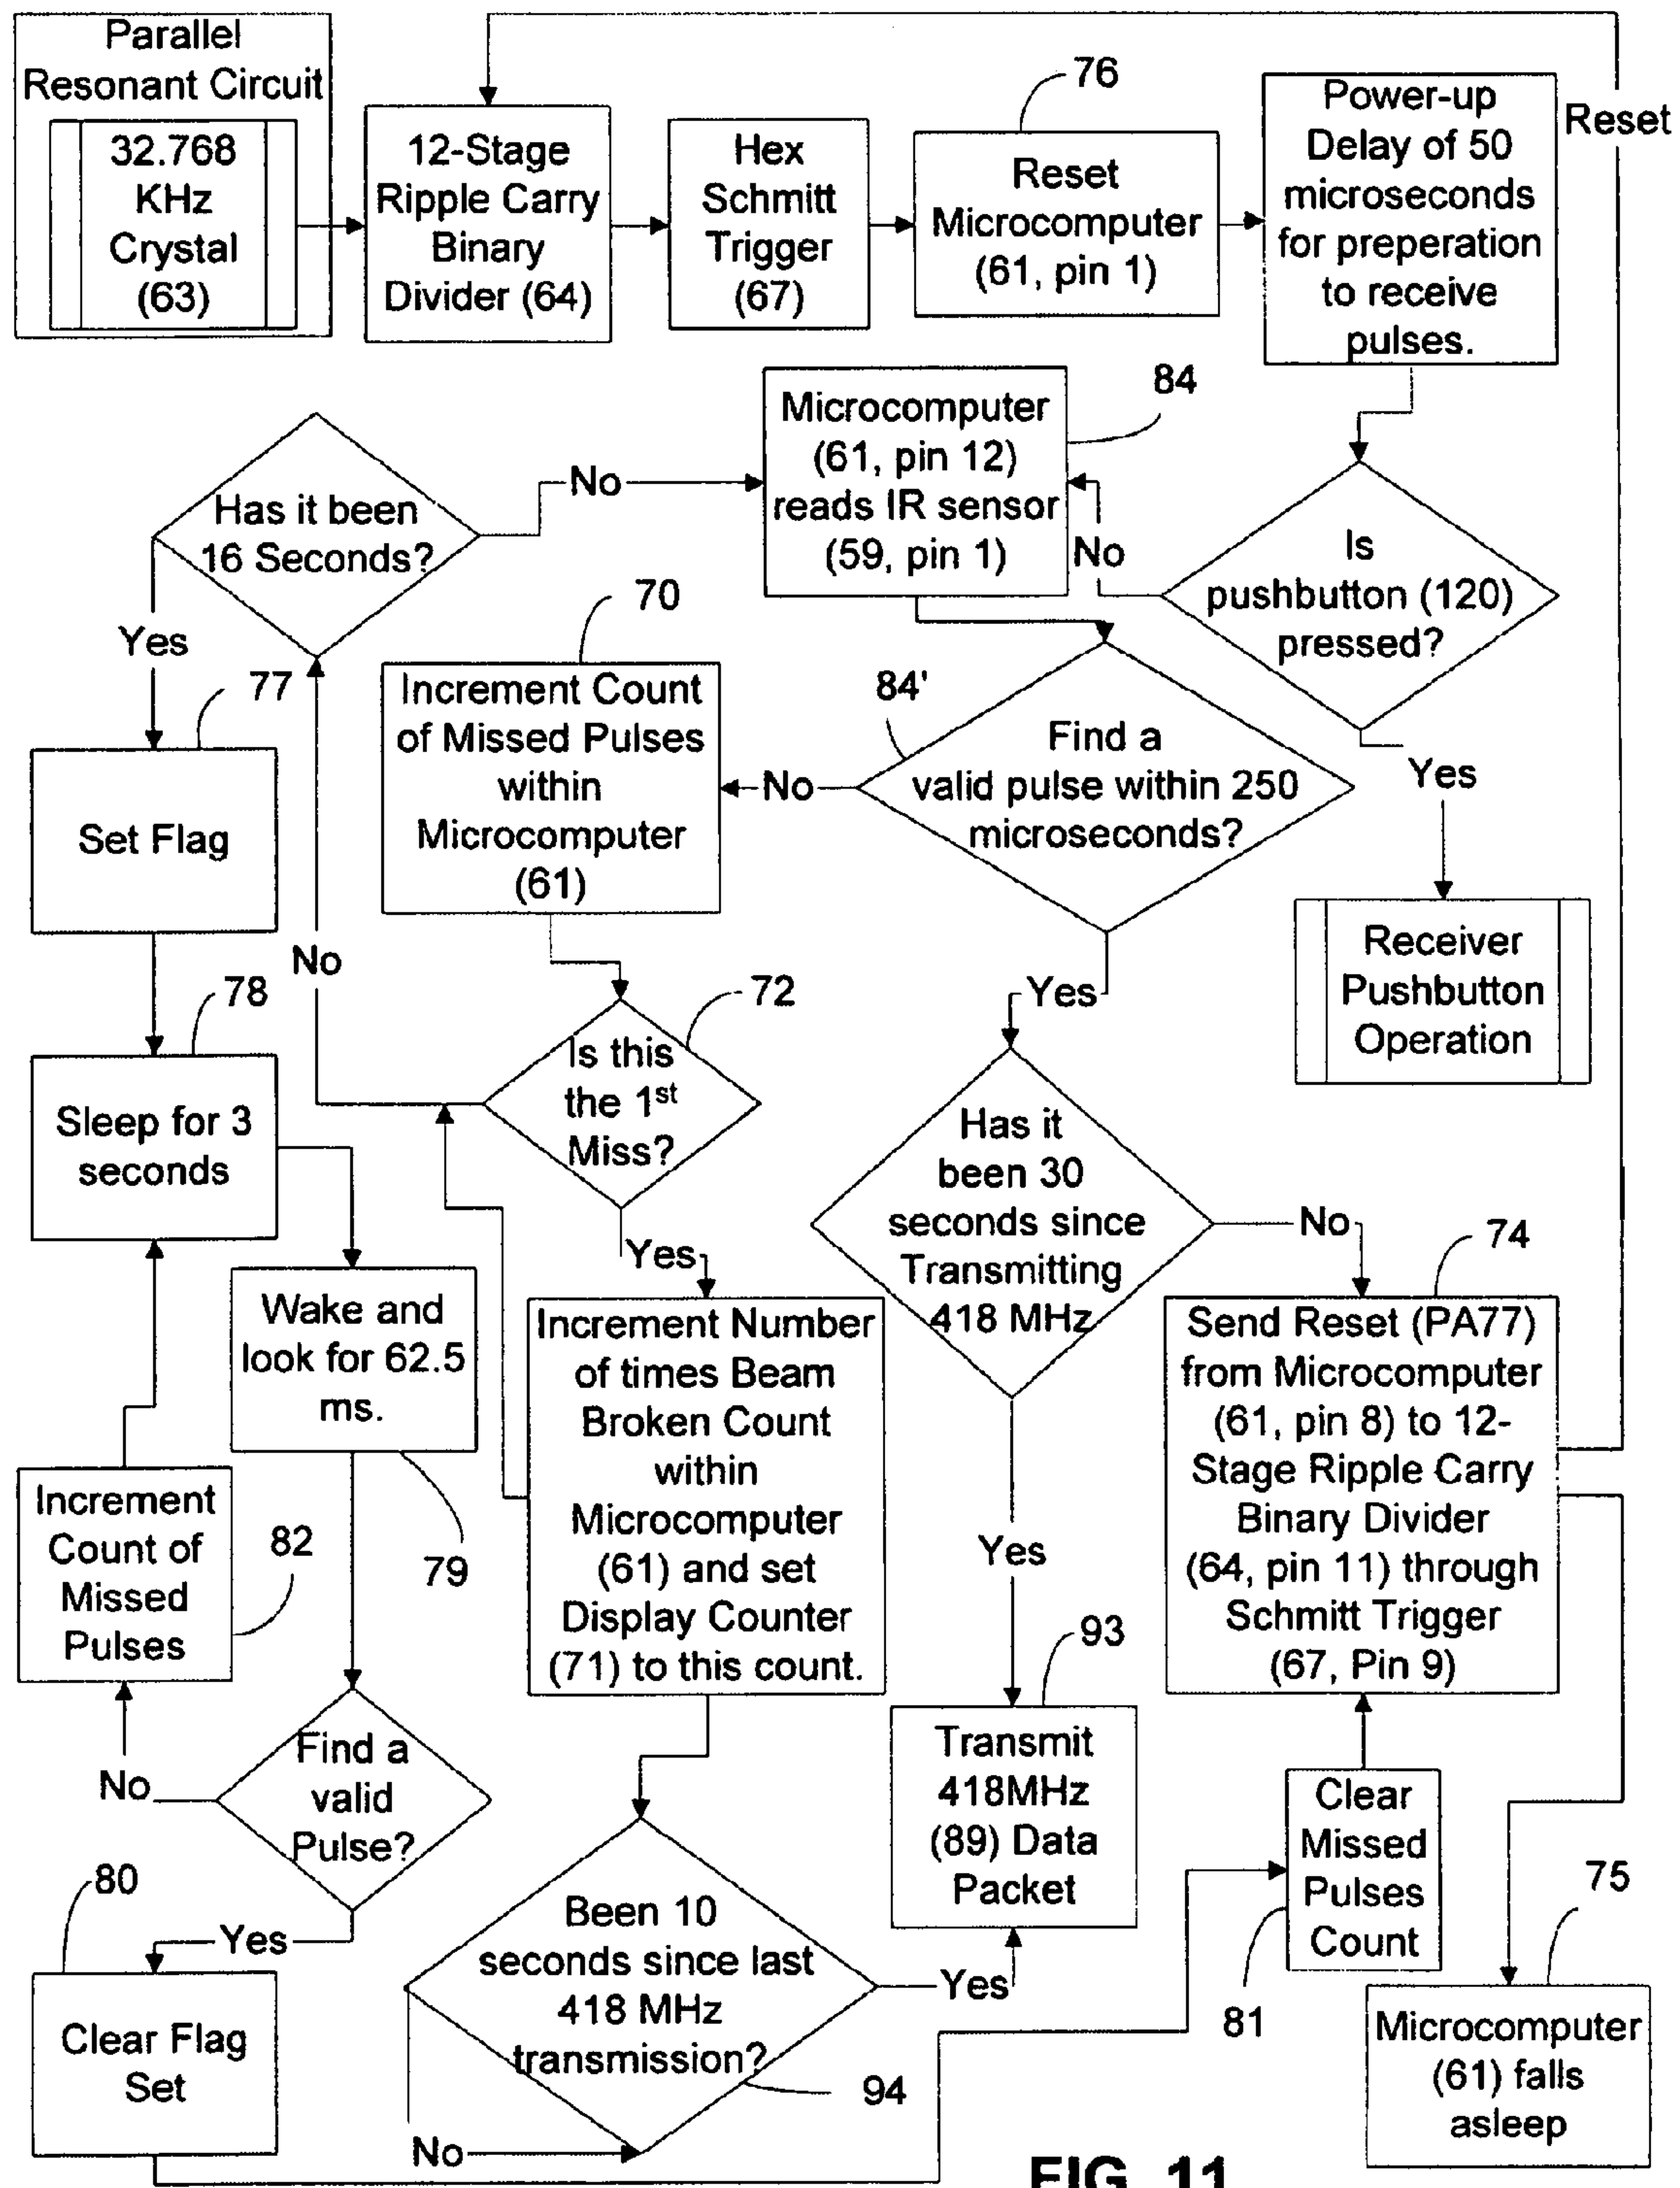 Parallel
Resonant Circuit
32.768
KHz
Crystal
(63)
12-Stage
Ripple Carry
Binary
Divider (64)
Hex
Schmitt
Trigger
(67)
76
Reset
Microcomputer
(61, pin 1)
Power-up
Delay of 50
microseconds
for preperation
to receive
pulses.
Reset
Has it been
16 Seconds?
No
Yes
Microcomputer
(61, pin 12)
reads IR sensor
(59, pin 1)
84
No
Is
pushbutton (120)
pressed?
Yes
Receiver
Pushbutton
Operation
77
Set Flag
70
Increment Count
of Missed Pulses
within
Microcomputer
(61)
84'
Find a
valid pulse within 250
microseconds?
No
Yes
No
78
Sleep for 3
seconds
72
Is this
the 1st
Miss?
Yes
Has it
been 30
seconds since
Transmitting
418 MHz
No
Yes
74
Send Reset (PA77)
from Microcomputer
(61, pin 8) to 12-
Stage Ripple Carry
Binary Divider
(64, pin 11) through
Schmitt Trigger
(67, Pin 9)
Wake and
look for 62.5
ms.
79
Increment
Count of
Missed
Pulses
82
Increment Number
of times Beam
Broken Count
within
Microcomputer
(61) and set
Display Counter
(71) to this count.
93
Transmit
418MHz
(89) Data
Packet
Find a
valid
Pulse?
No
Yes
80
Clear Flag
Set
Been 10
seconds since last
418 MHz
transmission?
94
Yes
No
Clear
Missed
Pulses
Count
81
75
Microcomputer
(61) falls
asleep
FIG. 11